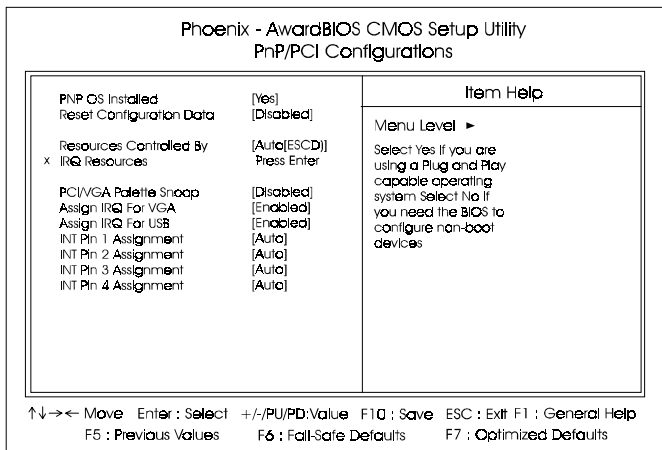 Phoenix - AwardBIOS CMOS Setup Utility
PnP/PCI Configurations
PNP OS Installed [Yes]
Reset Configuration Data [Disabled]
Resources Controlled By [Auto[ESCD)]
x IRQ Resources Press Enter
PCI/VGA Palette Snoop [Disabled]
Assign IRQ For VGA [Enabled]
Assign IRQ For USB [Enabled]
INT Pin 1 Assignment [Auto]
INT Pin 2 Assignment [Auto]
INT Pin 3 Assignment [Auto]
INT Pin 4 Assignment [Auto]
Item Help
Menu Level ►
Select Yes if you are
using a Plug and Play
capable operating
system Select No if
you need the BIOS to
configure non-boot
devices
↑↓→← Move Enter : Select +/-/PU/PD:Value F10 : Save ESC : Exit F1 : General Help
F5 : Previous Values F6 : Fail-Safe Defaults F7 : Optimized Defaults